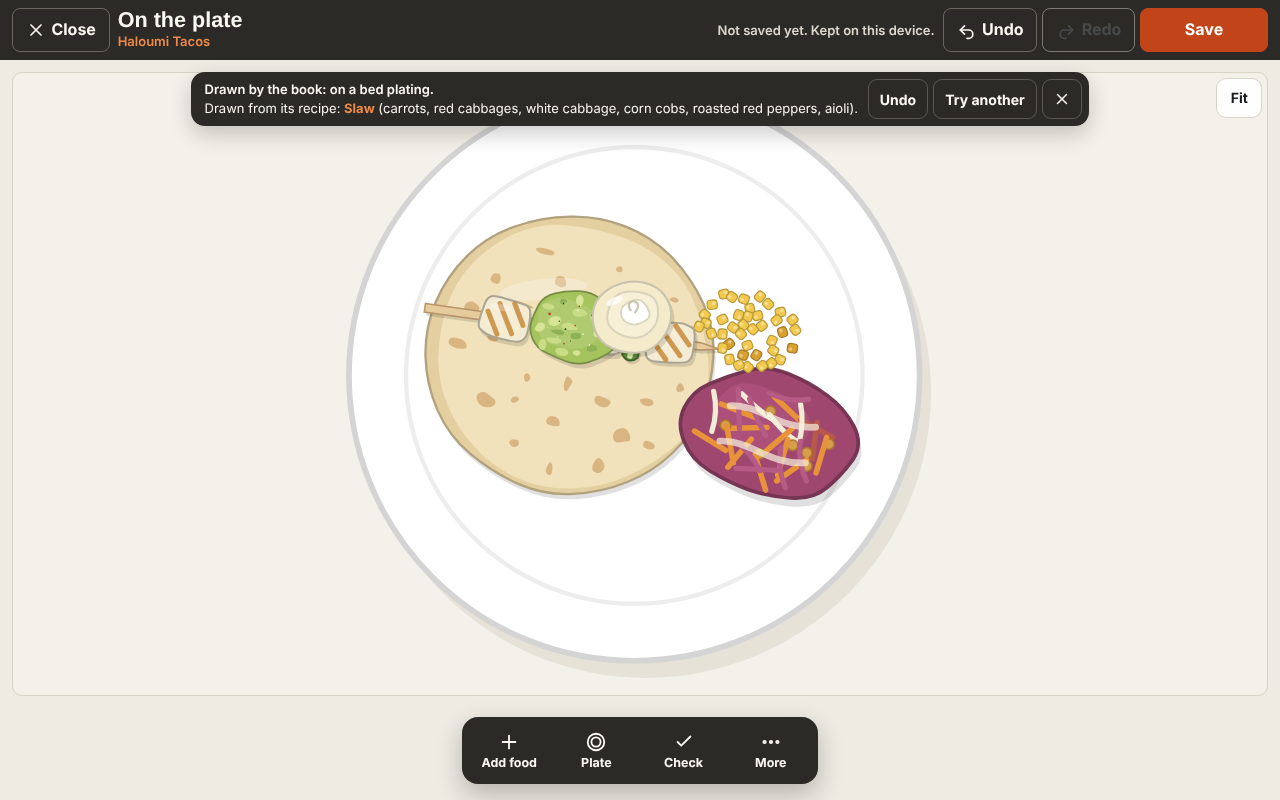 Close
On the plate
Haloumi Tacos
Not saved yet. Kept on this device.
Undo
Redo
Save
Drawn by the book: on a bed plating.
Drawn from its recipe: Slaw (carrots, red cabbages, white cabbage, corn cobs, roasted red peppers, aioli).
Undo
Try another
Fit
Add food
Plate
Check
More